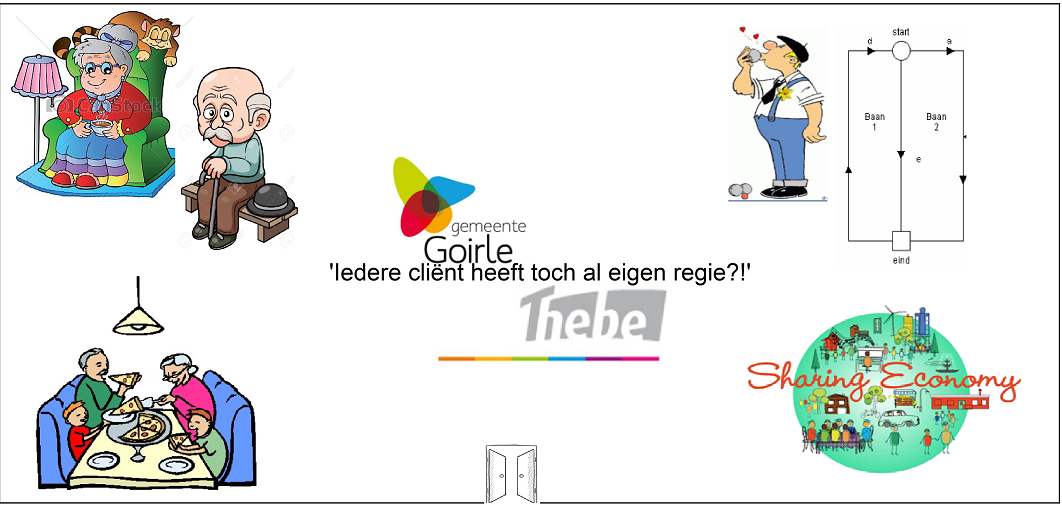 start
d
a
Baan
1
Baan
2
e
eind
gemeente
Goirle
'Iedere cliënt heeft toch al eigen regie?!'
Thebe
Sharing Economy